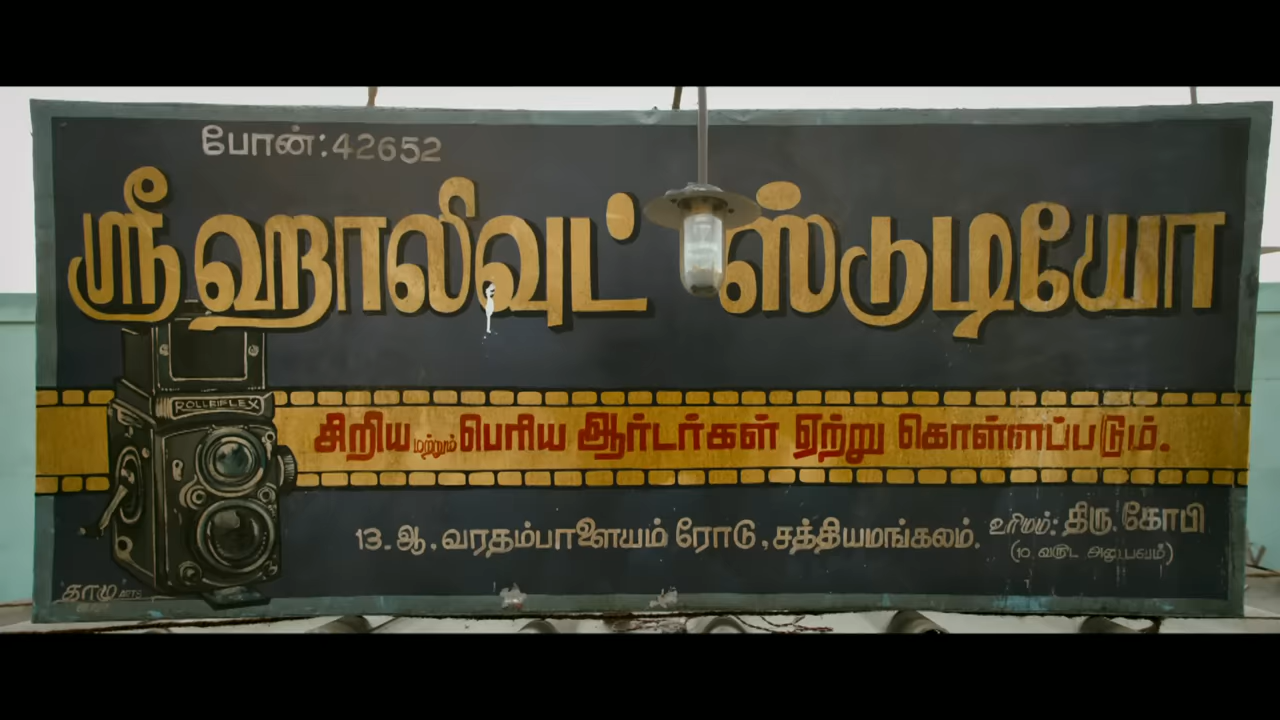 போன்:42652
ஸ்ரீ ஹாலிவுட் ஸ்டுடியோ
ROLLEIFLEX
சிறிய மற்றும் பெரிய ஆர்டர்கள் ஏற்று கொள்ளப்படும்.
13.ஆ, வரதம்பாளையம் ரோடு, சத்தியமங்கலம்.
உரிமம்: திரு. கோபி
(10 வருட அனுபவம்)
காமு ARTS